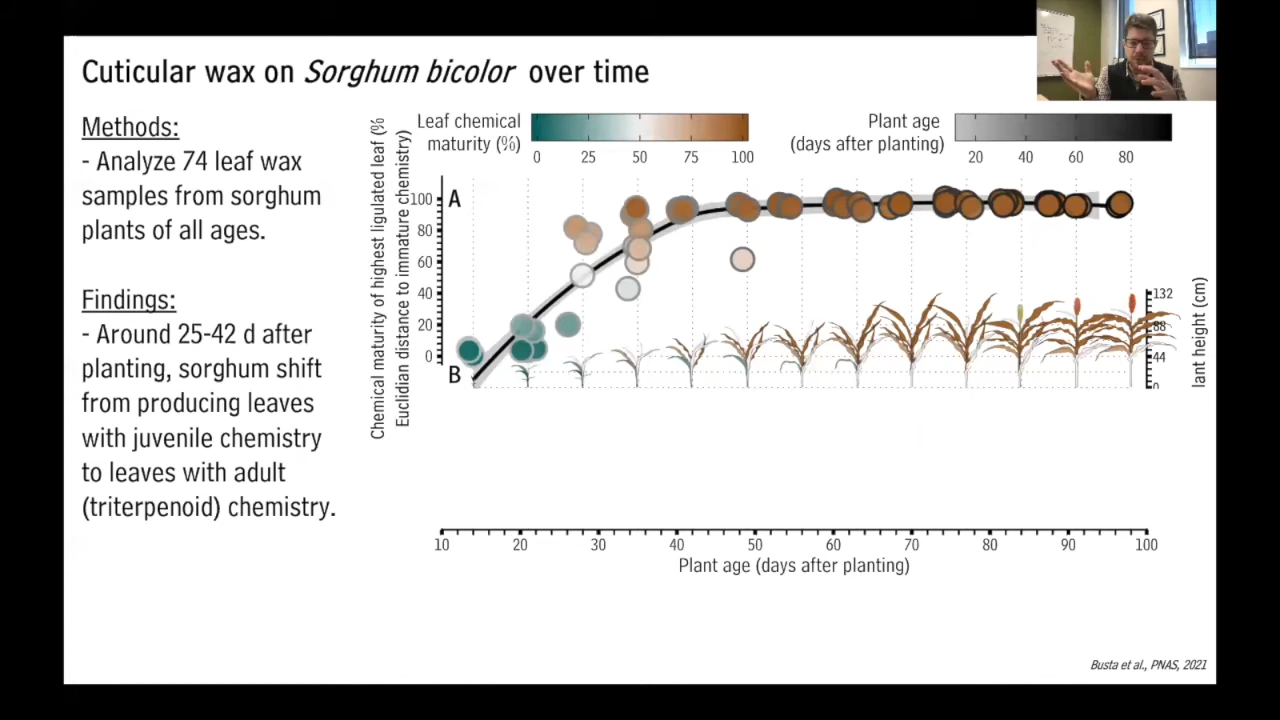 Cuticular wax on Sorghum bicolor over time
Methods:
- Analyze 74 leaf wax
samples from sorghum
plants of all ages.
Findings:
- Around 25-42 d after
planting, sorghum shift
from producing leaves
with juvenile chemistry
to leaves with adult
(triterpenoid) chemistry.
Leaf chemical
maturity (%)
0 25 50 75 100
Plant age
(days after planting)
20 40 60 80
Chemical maturity of highest ligulated leaf (%
Euclidian distance to immature chemistry)
A
100
80
60
40
20
0
B
132
88
44
0
lant height (cm)
10 20 30 40 50 60 70 80 90 100
Plant age (days after planting)
Busta et al., PNAS, 2021